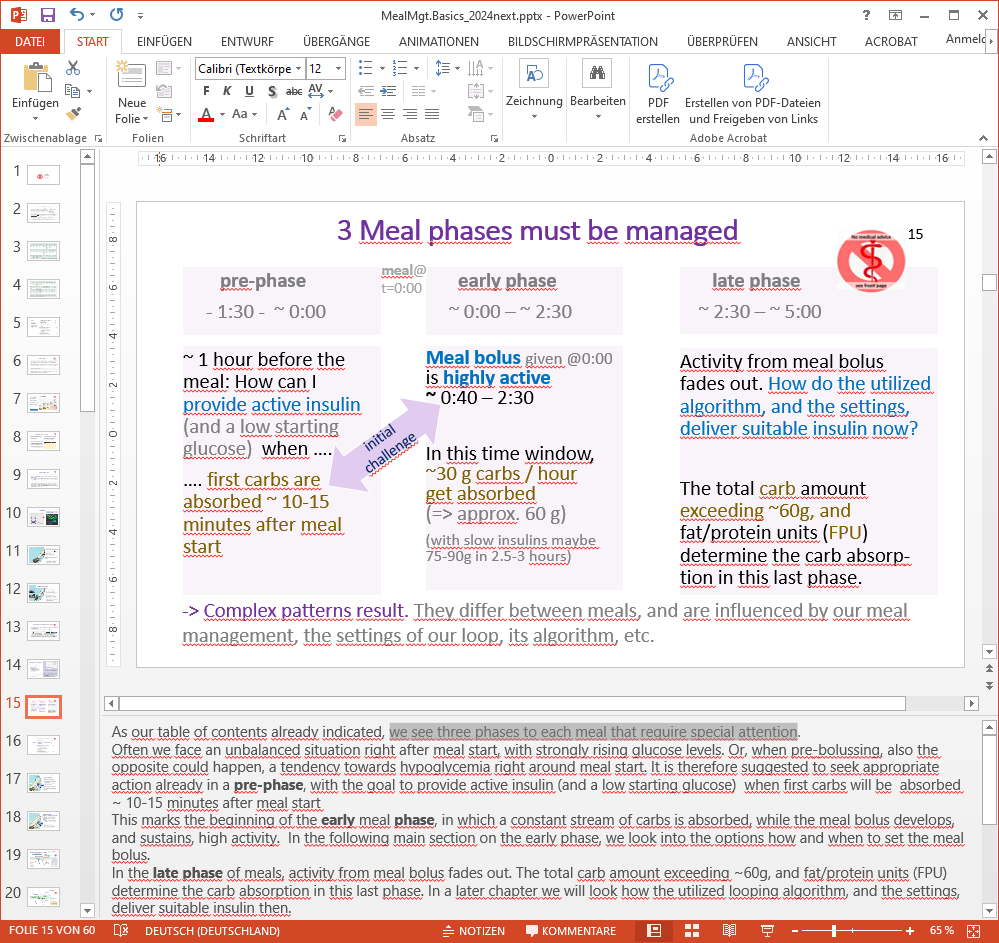 MealMgt.Basics_2024next.pptx - PowerPoint
DATEI START EINFÜGEN ENTWURF ÜBERGÄNGE ANIMATIONEN BILDSCHIRMPRÄSENTATION ÜBERPRÜFEN ANSICHT ACROBAT Anmeld
Calibri (Textkörpe 12
F K U S abc AV
A Aa A A
Einfügen
Neue
Folie
Zeichnung
Bearbeiten
PDF
erstellen
Erstellen von PDF-Dateien
und Freigeben von Links
Zwischenablage Folien Schriftart Absatz Adobe Acrobat
16 14 12 10 8 6 4 2 0 2 4 6 8 10 12 14 16
8 6 4 2 0 2 4 6 8
1
2
3
4
5
6
7
8
9
10
11
12
13
14
15
16
17
18
19
20
3 Meal phases must be managed
15
No medical advice
see front page
pre-phase
- 1:30 - ~ 0:00
meal@
t=0:00
early phase
~ 0:00 – ~ 2:30
late phase
~ 2:30 – ~ 5:00
~ 1 hour before the
meal: How can I
provide active insulin
(and a low starting
glucose) when ....
.... first carbs are
absorbed ~ 10-15
minutes after meal
start
initial
challenge
Meal bolus given @0:00
is highly active
~ 0:40 – 2:30
In this time window,
~30 g carbs / hour
get absorbed
(=> approx. 60 g)
(with slow insulins maybe
75-90g in 2.5-3 hours)
Activity from meal bolus
fades out. How do the utilized
algorithm, and the settings,
deliver suitable insulin now?
The total carb amount
exceeding ~60g, and
fat/protein units (FPU)
determine the carb absorp-
tion in this last phase.
-> Complex patterns result. They differ between meals, and are influenced by our meal
management, the settings of our loop, its algorithm, etc.
As our table of contents already indicated, we see three phases to each meal that require special attention.
Often we face an unbalanced situation right after meal start, with strongly rising glucose levels. Or, when pre-bolussing, also the
opposite could happen, a tendency towards hypoglycemia right around meal start. It is therefore suggested to seek appropriate
action already in a pre-phase, with the goal to provide active insulin (and a low starting glucose) when first carbs will be absorbed
~ 10-15 minutes after meal start
This marks the beginning of the early meal phase, in which a constant stream of carbs is absorbed, while the meal bolus develops,
and sustains, high activity. In the following main section on the early phase, we look into the options how and when to set the meal
bolus.
In the late phase of meals, activity from meal bolus fades out. The total carb amount exceeding ~60g, and fat/protein units (FPU)
determine the carb absorption in this last phase. In a later chapter we will look how the utilized looping algorithm, and the settings,
deliver suitable insulin then.
FOLIE 15 VON 60 DEUTSCH (DEUTSCHLAND) NOTIZEN KOMMENTARE 65 %